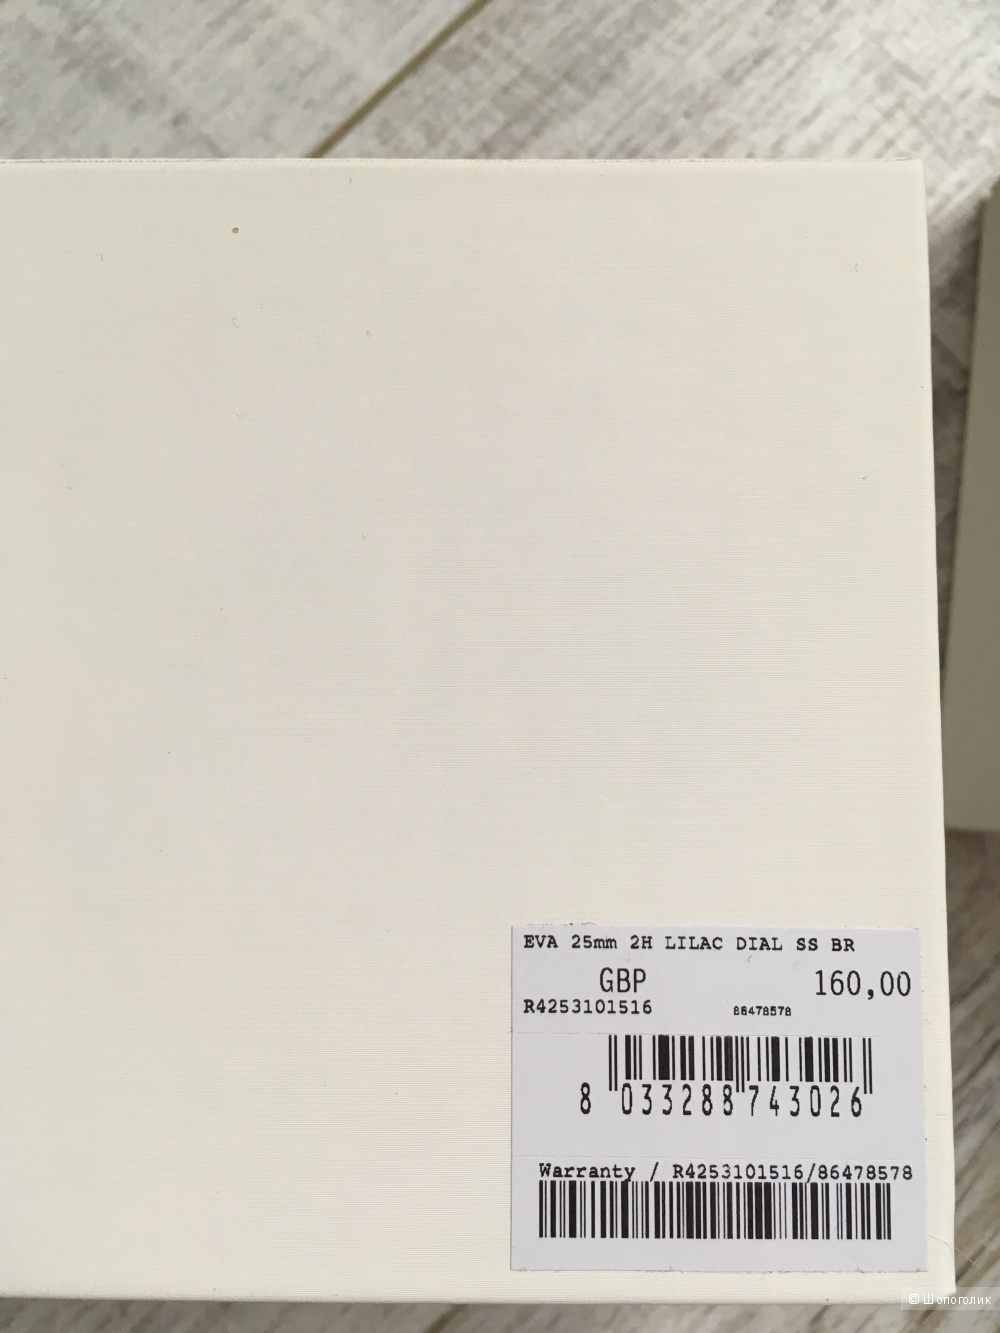 EVA 25mm 2H LILAC DIAL SS BR
GBP 160,00
R4253101516 86478578
8 033288 743026
Warranty / R4253101516/86478578
© Шопоголик